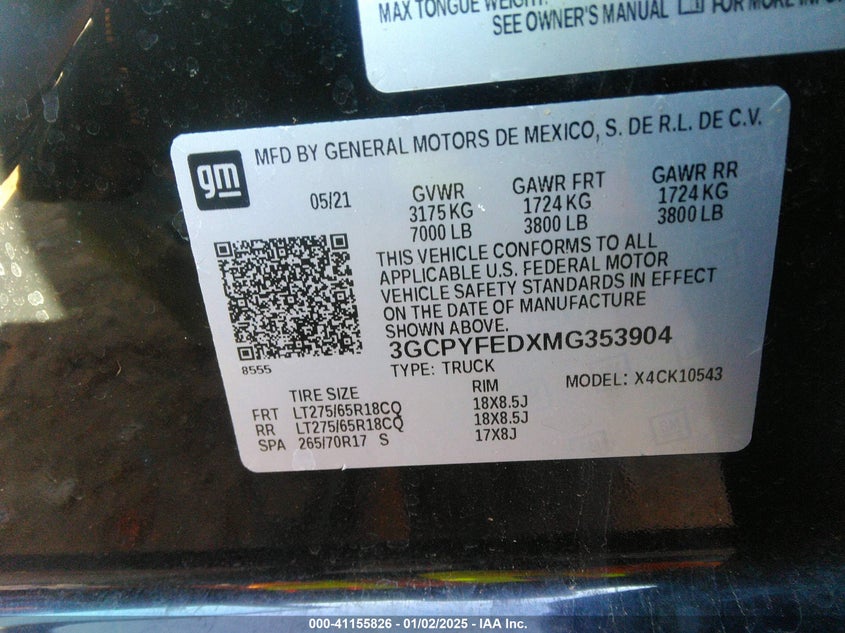 MAX TONGUE WEIGHT:
SEE OWNER'S MANUAL FOR MORE INFOR
gm
MFD BY GENERAL MOTORS DE MEXICO, S. DE R.L. DE C.V.
05/21
GVWR
3175 KG
7000 LB
GAWR FRT
1724 KG
3800 LB
GAWR RR
1724 KG
3800 LB
THIS VEHICLE CONFORMS TO ALL
APPLICABLE U.S. FEDERAL MOTOR
VEHICLE SAFETY STANDARDS IN EFFECT
ON THE DATE OF MANUFACTURE
SHOWN ABOVE.
8555
3GCPYFEDXMG353904
TYPE: TRUCK
MODEL: X4CK10543
TIRE SIZE RIM
FRT LT275/65R18CQ 18X8.5J
RR LT275/65R18CQ 18X8.5J
SPA 265/70R17 S 17X8J
000-41155826 - 01/02/2025 - IAA Inc.